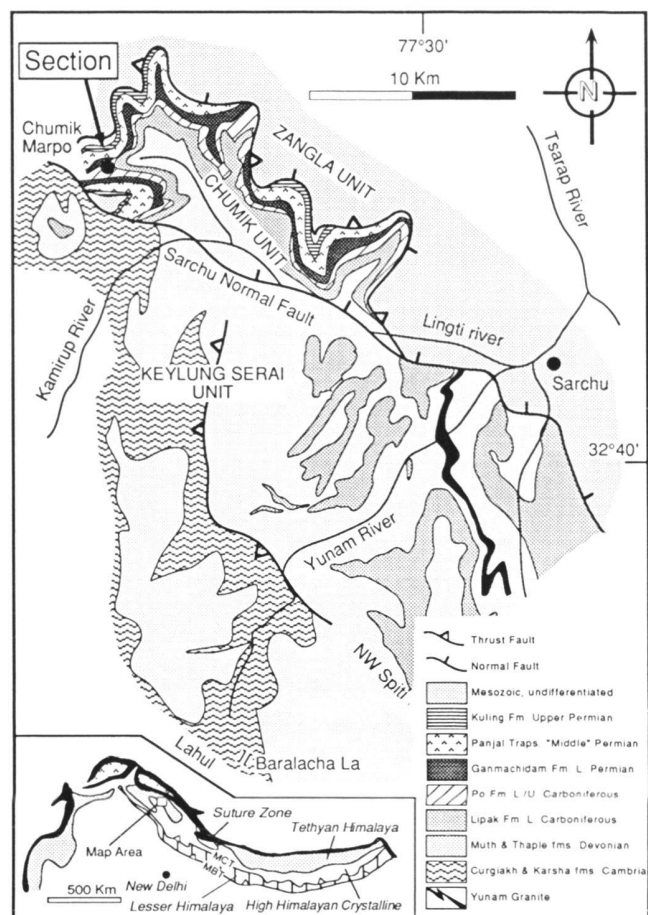 Section
77°30'
10 Km
N
Chumik
Marpo
ZANGLA UNIT
Tsarap River
CHUMIK UNIT
Sarchu Normal Fault
Lingti river
Kamirup River
KEYLUNG SERAI
UNIT
Sarchu
32°40'
Yunam River
NW Spiti
Lahul
Baralacha La
Thrust Fault
Normal Fault
Mesozoic, undifferentiated
Kuling Fm. Upper Permian
Panjal Traps. "Middle" Permian
Ganmachidam Fm. L. Permian
Po Fm L./U. Carboniferous
Lipak Fm L. Carboniferous
Muth & Thaple fms. Devonian
Curgiakh & Karsha fms. Cambria
Yunam Granite
Suture Zone
Tethyan Himalaya
Map Area
MCT
MBT
500 Km
New Delhi
Lesser Himalaya
High Himalayan Crystalline